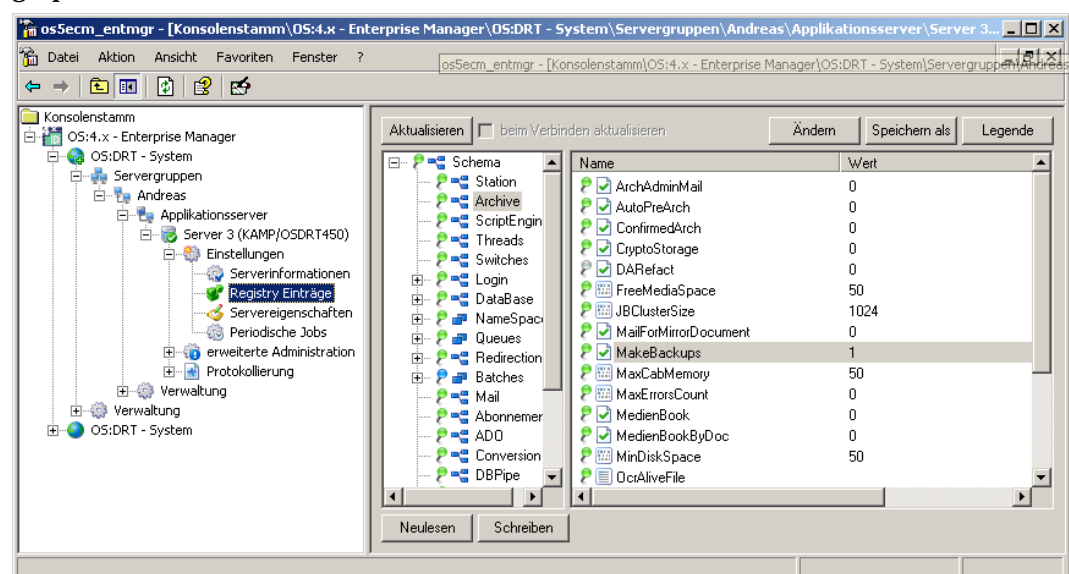 os5ecm_entmgr - [Konsolenstamm\OS:4.x - Enterprise Manager\OS:DRT - System\Servergruppen\Andreas\Applikationsserver\Server 3...
Datei Aktion Ansicht Favoriten Fenster ?
os5ecm_entmgr - [Konsolenstamm\OS:4.x - Enterprise Manager\OS:DRT - System\Servergruppen\Andreas
Konsolenstamm
OS:4.x - Enterprise Manager
OS:DRT - System
Servergruppen
Andreas
Applikationsserver
Server 3 (KAMP/OSDRT450)
Einstellungen
Serverinformationen
Registry Einträge
Servereigenschaften
Periodische Jobs
erweiterte Administration
Protokollierung
Verwaltung
Verwaltung
OS:DRT - System
Aktualisieren beim Verbinden aktualisieren Ändern Speichern als Legende
Schema
Station
Archive
ScriptEngin
Threads
Switches
Login
DataBase
NameSpac
Queues
Redirection
Batches
Mail
Abonnemer
ADO
Conversion
DBPipe
Name Wert
ArchAdminMail 0
AutoPreArch 0
ConfirmedArch 0
CryptoStorage 0
DARefact 0
FreeMediaSpace 50
JBClusterSize 1024
MailForMirrorDocument 0
MakeBackups 1
MaxCabMemory 50
MaxErrorsCount 0
MedienBook 0
MedienBookByDoc 0
MinDiskSpace 50
OcrAliveFile
Neulesen Schreiben